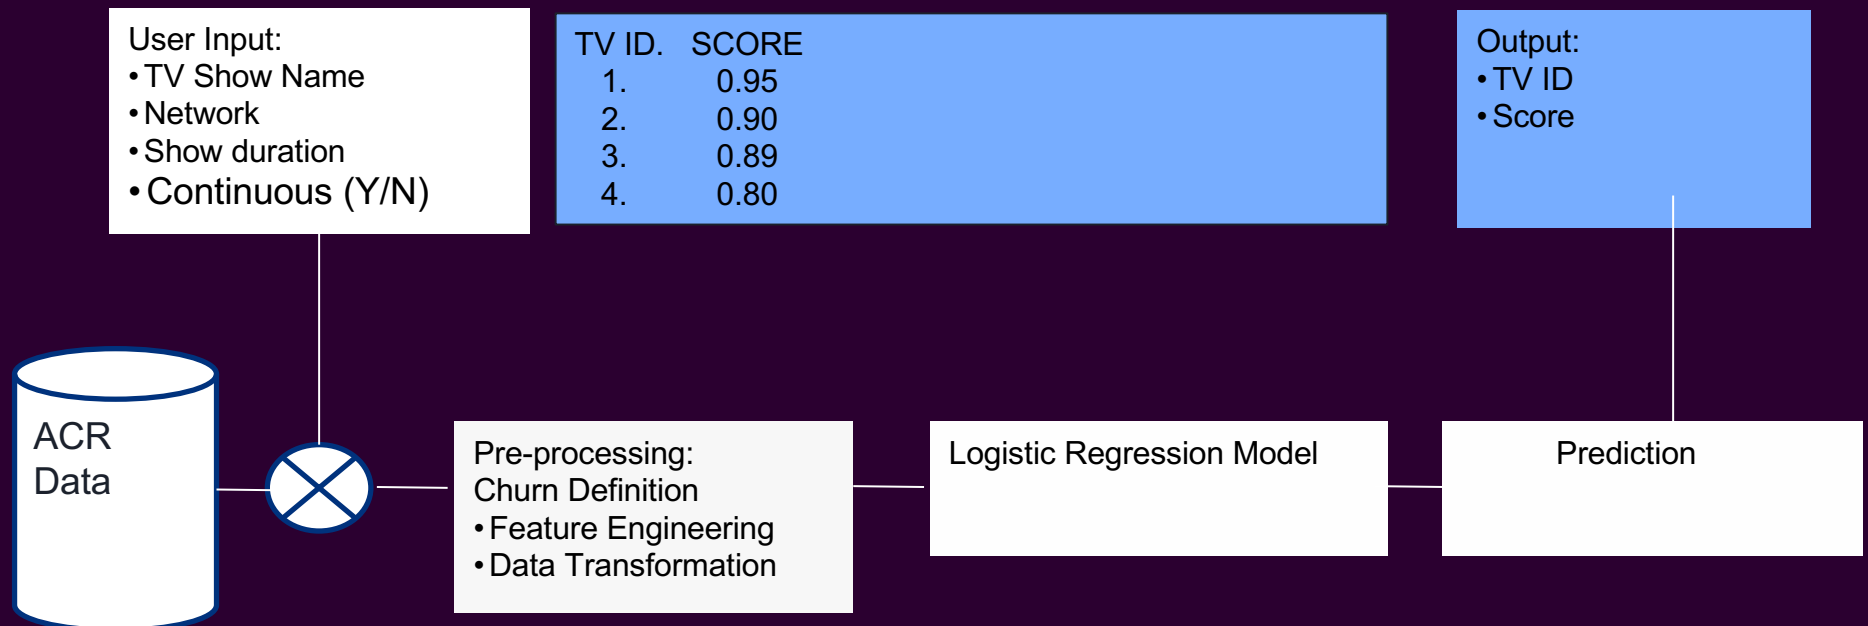 User Input:
•TV Show Name
•Network
•Show duration
•Continuous (Y/N)
TV ID. SCORE
1. 0.95
2. 0.90
3. 0.89
4. 0.80
Output:
•TV ID
•Score
ACR
Data
Pre-processing:
Churn Definition
•Feature Engineering
•Data Transformation
Logistic Regression Model
Prediction